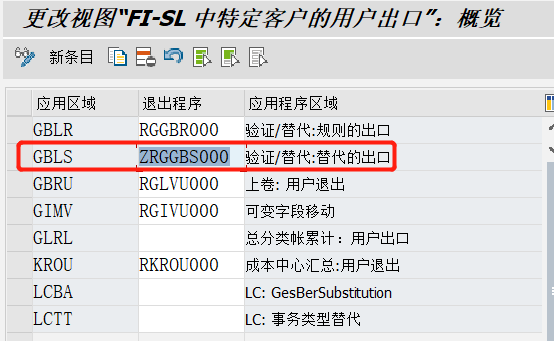 更改视图“FI-SL 中特定客户的用户出口”: 概览
新条目
应用区域 退出程序 应用程序区域
GBLR RGGBR000 验证/替代:规则的出口
GBLS ZRGGBS000 验证/替代:替代的出口
GBRU RGLVU000 上卷: 用户退出
GIMV RGIVU000 可变字段移动
GLRL 总分类帐累计: 用户出口
KROU RKROU000 成本中心汇总:用户退出
LCBA LC: GesBerSubstitution
LCTT LC: 事务类型替代